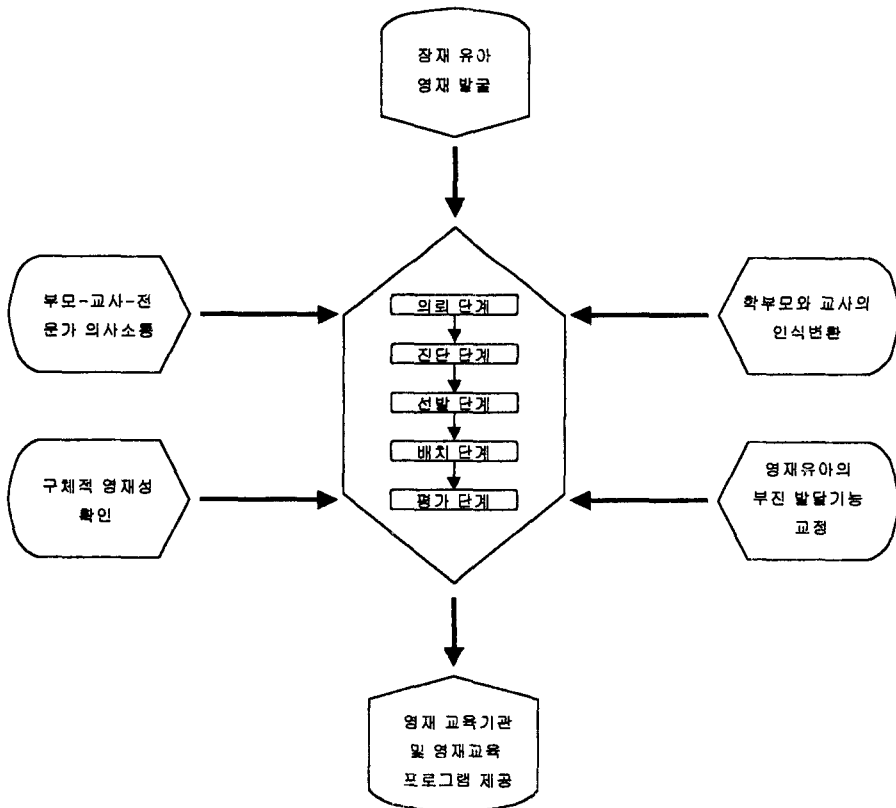 잠재 유아
영재 발굴
부모-교사-전
문가 의사소통
학부모와 교사의
인식변환
의뢰 단계
진단 단계
선발 단계
배치 단계
평가 단계
구체적 영재성
확인
영재유아의
부진 발달기능
교정
영재 교육기관
및 영재교육
프로그램 제공